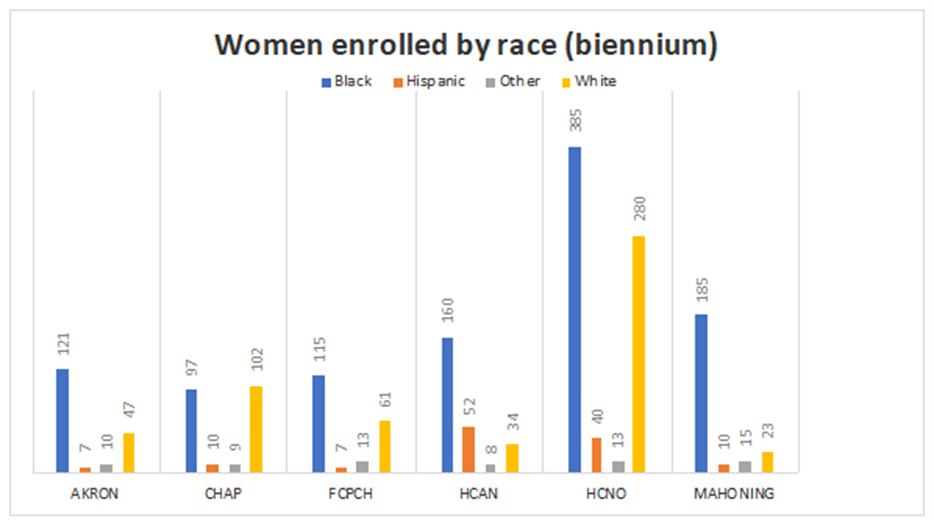 Women enrolled by race (biennium)
Black Hispanic Other White
121 7 10 47
97 10 9 102
115 7 13 61
160 52 8 34
385 40 13 280
185 10 15 23
AKRON CHAP FCPCH HCAN HCNO MAHONING